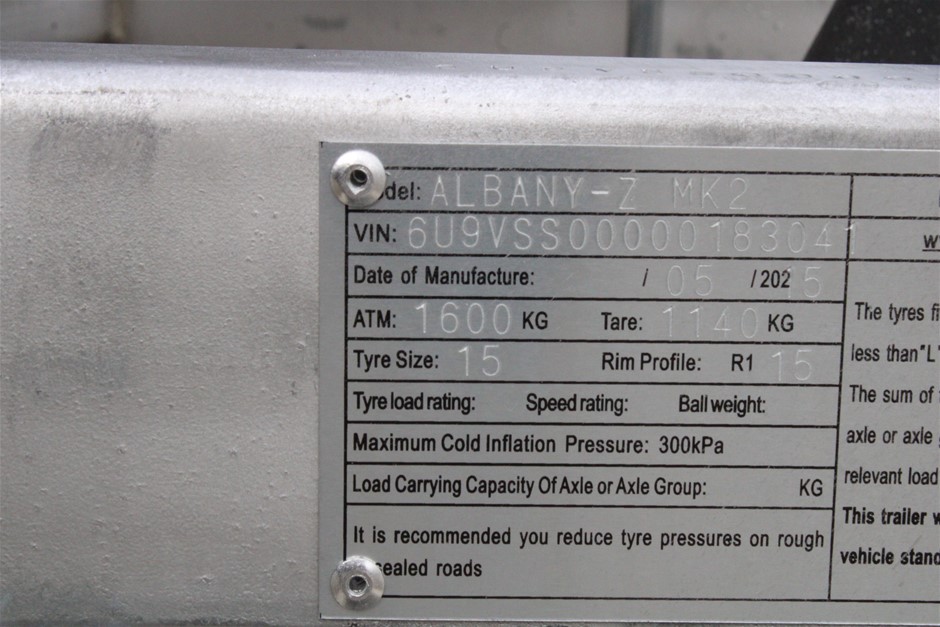 del: ALBANY-Z MK2
VIN: 6U9VSS00000183041
Date of Manufacture: / 05 /202 5
ATM: 1600 KG Tare: 1140 KG
Tyre Size: 15 Rim Profile: R1 15
Tyre load rating: Speed rating: Ball weight:
Maximum Cold Inflation Pressure: 300kPa
Load Carrying Capacity Of Axle or Axle Group: KG
It is recommended you reduce tyre pressures on rough
sealed roads
The tyres fi
less than"L"
The sum of
axle or axle
relevant load
This trailer w
vehicle stand